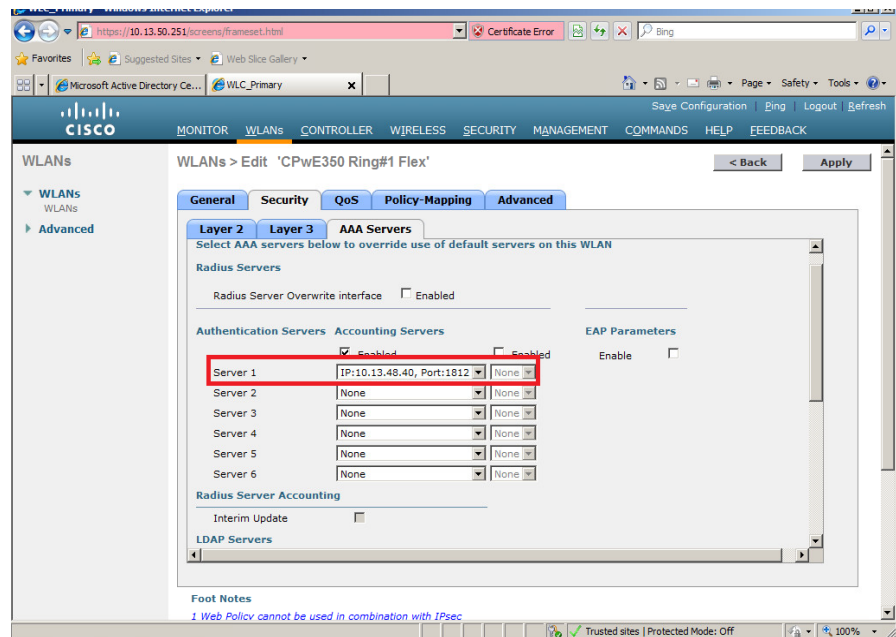 https://10.13.50.251/screens/frameset.html
Certificate Error
Bing
Favorites
Suggested Sites
Web Slice Gallery
Microsoft Active Directory Ce...
WLC_Primary
Page
Safety
Tools
Save Configuration | Ping | Logout | Refresh
CISCO
MONITOR WLANs CONTROLLER WIRELESS SECURITY MANAGEMENT COMMANDS HELP FEEDBACK
WLANs
WLANs > Edit 'CPwE350 Ring#1 Flex'
< Back
Apply
WLANs
WLANs
Advanced
General Security QoS Policy-Mapping Advanced
Layer 2 Layer 3 AAA Servers
Select AAA servers below to override use of default servers on this WLAN
Radius Servers
Radius Server Overwrite interface Enabled
Authentication Servers Accounting Servers EAP Parameters
Enabled Enabled Enable
Server 1 IP:10.13.48.40, Port:1812 None
Server 2 None None
Server 3 None None
Server 4 None None
Server 5 None None
Server 6 None None
Radius Server Accounting
Interim Update
LDAP Servers
Foot Notes
1 Web Policy cannot be used in combination with IPsec
Trusted sites | Protected Mode: Off
100%